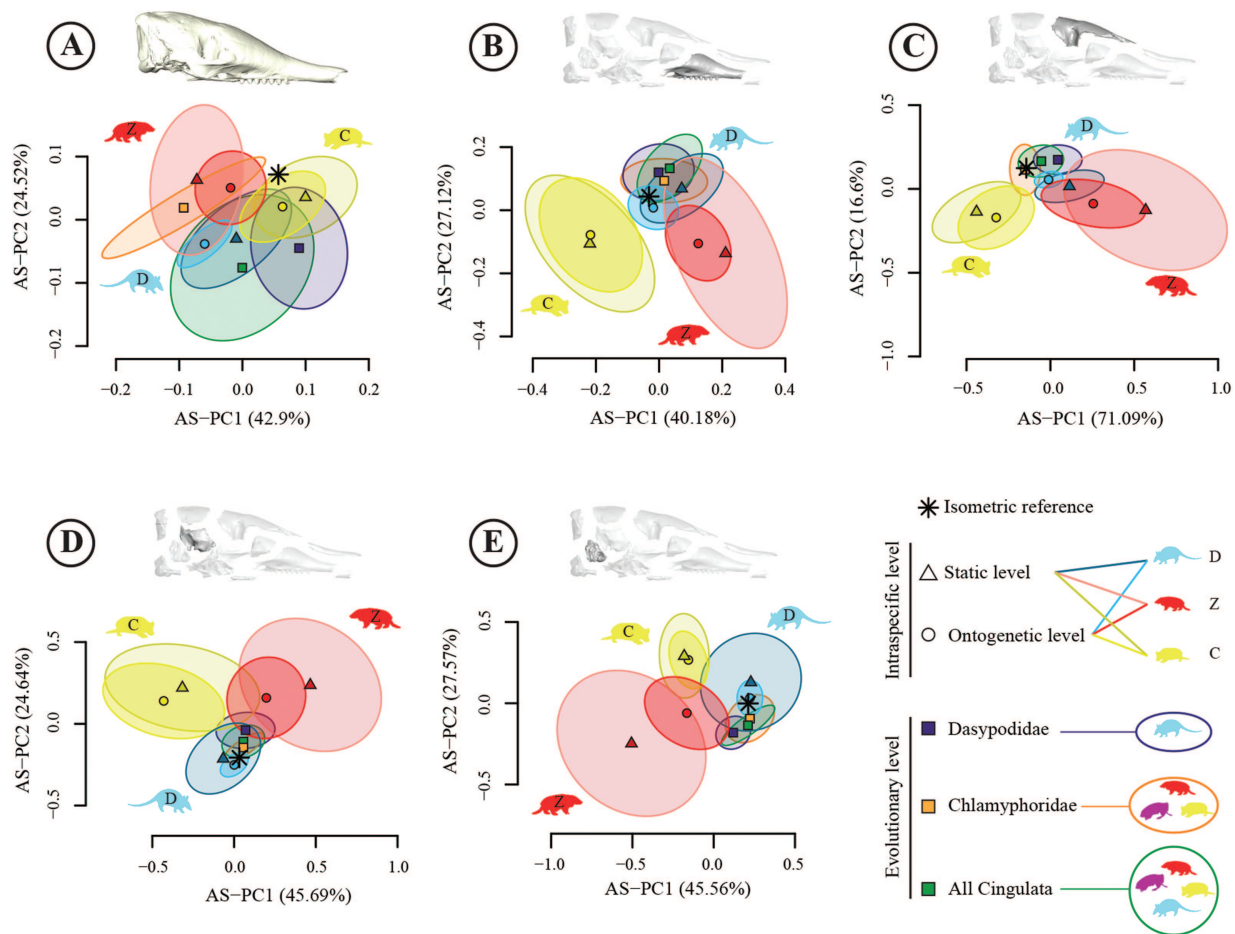 A
Z
C
D
AS−PC2 (24.52%)
0.1
0.0
−0.1
−0.2
−0.2 −0.1 0.0 0.1 0.2
AS−PC1 (42.9%)
B
D
C
Z
AS−PC2 (27.12%)
0.2
0.0
−0.2
−0.4
−0.4 −0.2 0.0 0.2 0.4
AS−PC1 (40.18%)
C
D
C
Z
AS−PC2 (16.6%)
0.5
0.0
−0.5
−1.0
−0.5 0.0 0.5 1.0
AS−PC1 (71.09%)
D
C
Z
D
AS−PC2 (24.64%)
0.5
0.0
−0.5
−0.5 0.0 0.5 1.0
AS−PC1 (45.69%)
E
C
D
Z
AS−PC2 (27.57%)
0.5
0.0
−0.5
−1.0 −0.5 0.0 0.5
AS−PC1 (45.56%)
Isometric reference
Intraspecific level
Static level
Ontogenetic level
D
Z
C
Evolutionary level
Dasypodidae
Chlamyphoridae
All Cingulata